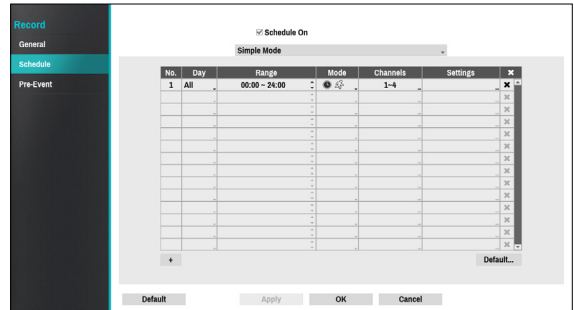 Record
General
Schedule
Pre-Event
Schedule On
Simple Mode
No. Day Range Mode Channels Settings
1 All 00:00 ~ 24:00 1~4
+ Default...
Default Apply OK Cancel